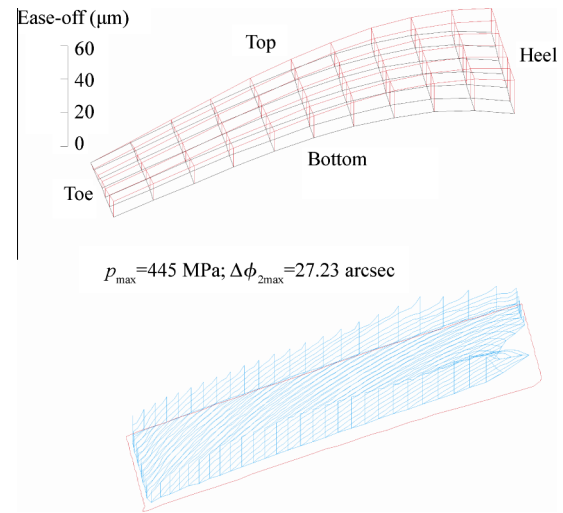 Ease-off (μm)
60
40
20
0
Top
Heel
Bottom
Toe
p_max=445 MPa; Δϕ_2max=27.23 arcsec